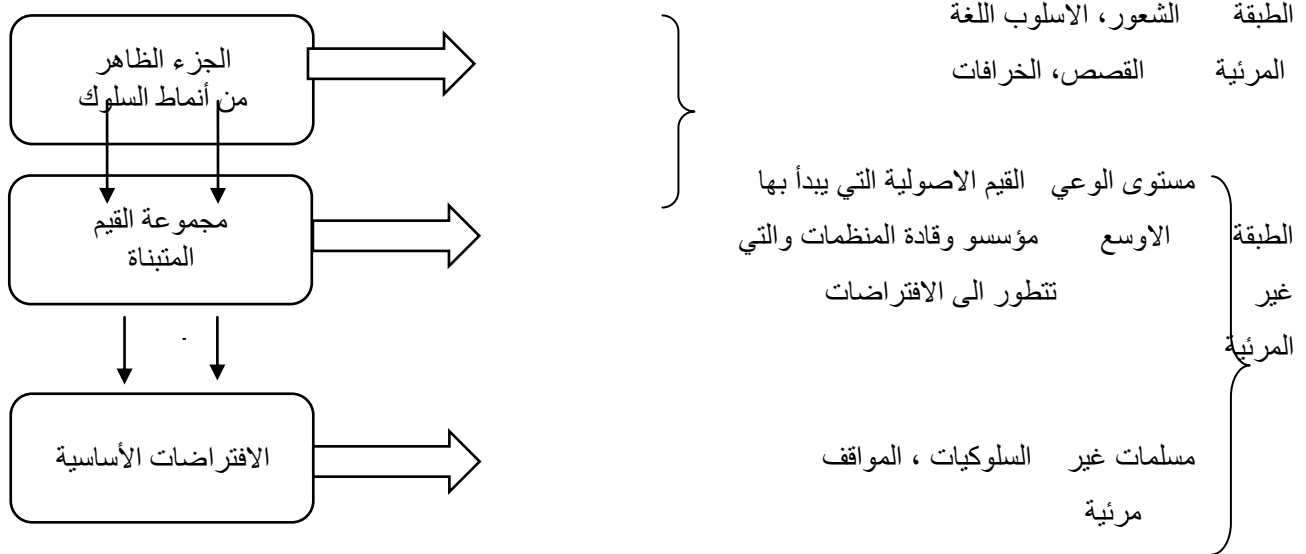 الطبقة الشعور، الاسلوب اللغة
المرئية القصص، الخرافات
الجزء الظاهر
من أنماط السلوك
مستوى الوعي القيم الاصولية التي يبدأ بها
الطبقة الاوسع مؤسسو وقادة المنظمات والتي
غير تتطور الى الافتراضات
المرئية
مجموعة القيم
المتبناة
مسلمات غير السلوكيات ، المواقف
مرئية
الافتراضات الأساسية